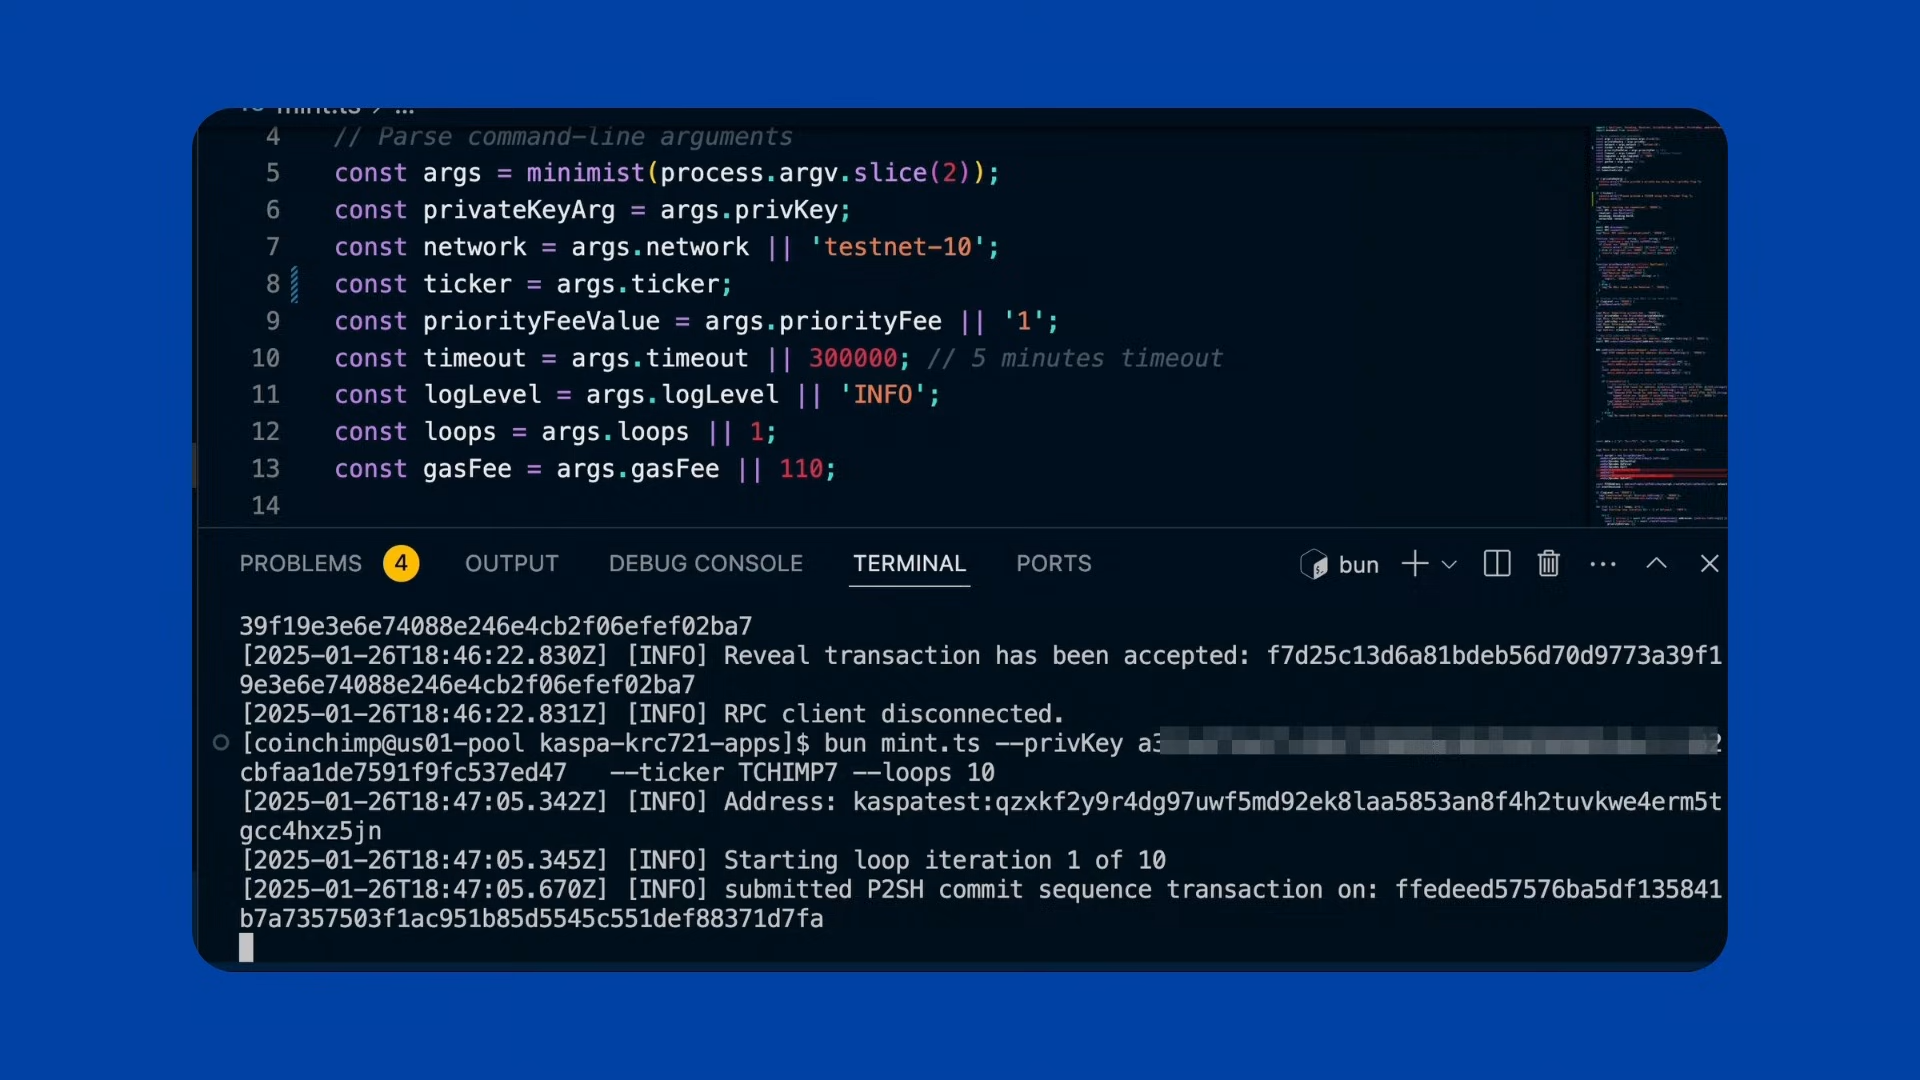 mint.ts > ...
4 // Parse command-line arguments
5 const args = minimist(process.argv.slice(2));
6 const privateKeyArg = args.privKey;
7 const network = args.network || 'testnet-10';
8 const ticker = args.ticker;
9 const priorityFeeValue = args.priorityFee || '1';
10 const timeout = args.timeout || 300000; // 5 minutes timeout
11 const logLevel = args.logLevel || 'INFO';
12 const loops = args.loops || 1;
13 const gasFee = args.gasFee || 110;
14
PROBLEMS 4 OUTPUT DEBUG CONSOLE TERMINAL PORTS bun
39f19e3e6e74088e246e4cb2f06efef02ba7
[2025-01-26T18:46:22.830Z] [INFO] Reveal transaction has been accepted: f7d25c13d6a81bdeb56d70d9773a39f1
9e3e6e74088e246e4cb2f06efef02ba7
[2025-01-26T18:46:22.831Z] [INFO] RPC client disconnected.
[coinchimp@us01-pool kaspa-krc721-apps]$ bun mint.ts --privKey a3
cbfaa1de7591f9fc537ed47 --ticker TCHIMP7 --loops 10
[2025-01-26T18:47:05.342Z] [INFO] Address: kaspatest:qzxkf2y9r4dg97uwf5md92ek8laa5853an8f4h2tuvkwe4erm5t
gcc4hxz5jn
[2025-01-26T18:47:05.345Z] [INFO] Starting loop iteration 1 of 10
[2025-01-26T18:47:05.670Z] [INFO] submitted P2SH commit sequence transaction on: ffedeed57576ba5df135841
b7a7357503f1ac951b85d5545c551def88371d7fa